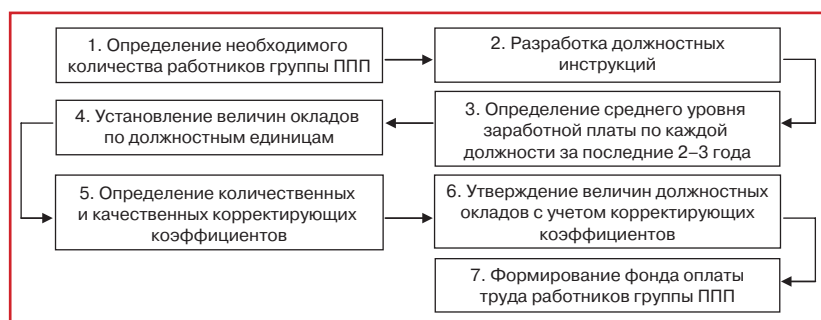 1. Определение необходимого
количества работников группы ППП
2. Разработка должностных
инструкций
3. Определение среднего уровня
заработной платы по каждой
должности за последние 2–3 года
4. Установление величин окладов
по должностным единицам
5. Определение количественных
и качественных корректирующих
коэффициентов
6. Утверждение величин должностных
окладов с учетом корректирующих
коэффициентов
7. Формирование фонда оплаты
труда работников группы ППП